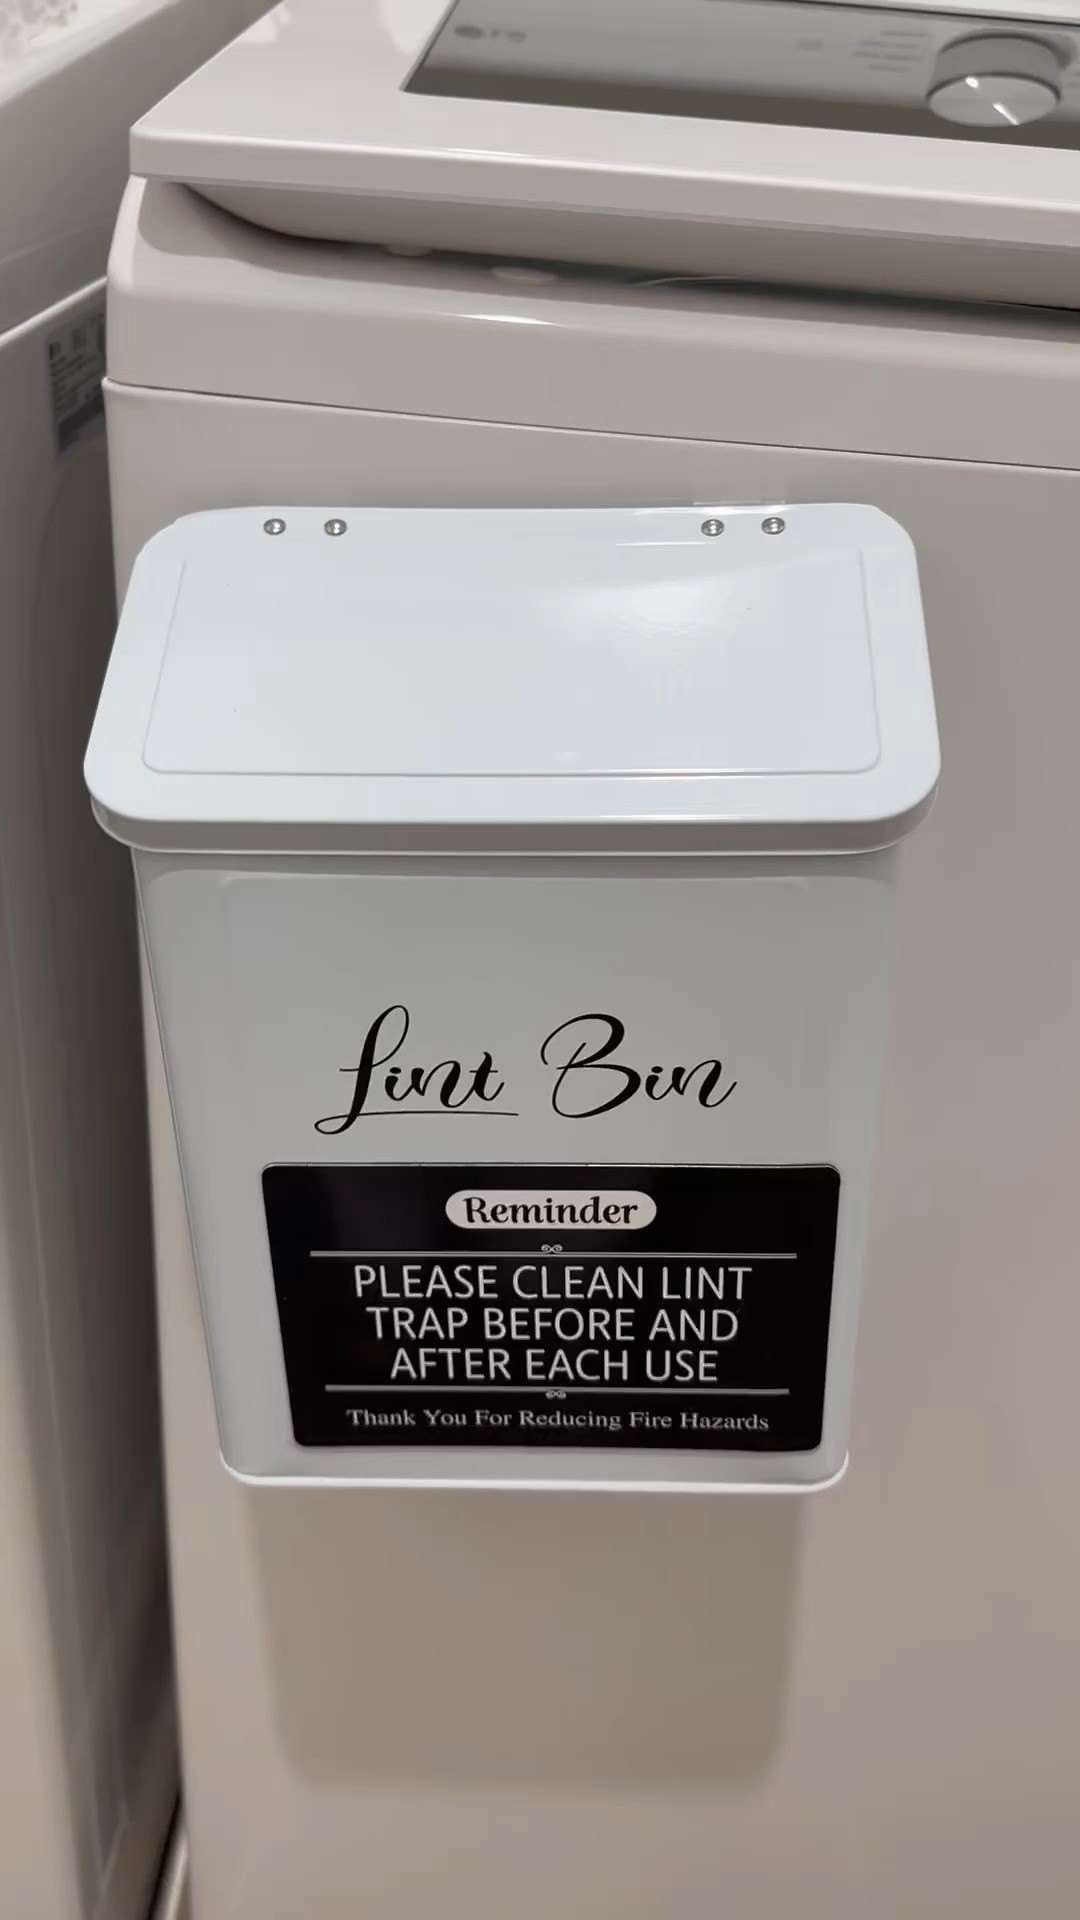 Lint Bin
Reminder
PLEASE CLEAN LINT
TRAP BEFORE AND
AFTER EACH USE
Thank You For Reducing Fire Hazards